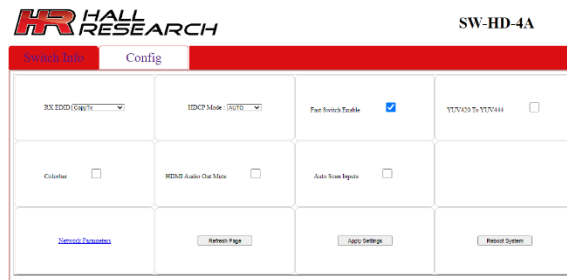 HR HALL
RESEARCH
SW-HD-4A
Switch Info
Config
RX EDID: CopyTx
HDCP Mode : AUTO
Fast Switch Enable
YUV420 To YUV444
Colorbar
HDMI Audio Out Mute
Auto Scan Inputs
Network Parameters
Refresh Page
Apply Settings
Reboot System